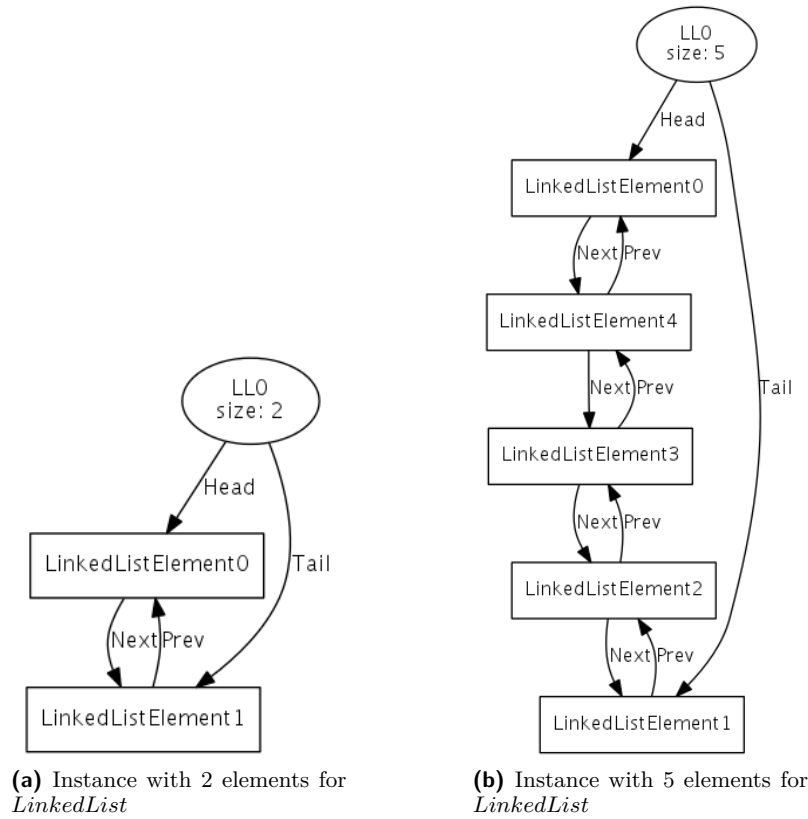 LL0
size: 2
Head
LinkedListElement0
Tail
Next Prev
LinkedListElement1
(a) Instance with 2 elements for
LinkedList
LL0
size: 5
Head
LinkedListElement0
Next Prev
LinkedListElement4
Next Prev
Tail
LinkedListElement3
Next Prev
LinkedListElement2
Next Prev
LinkedListElement1
(b) Instance with 5 elements for
LinkedList